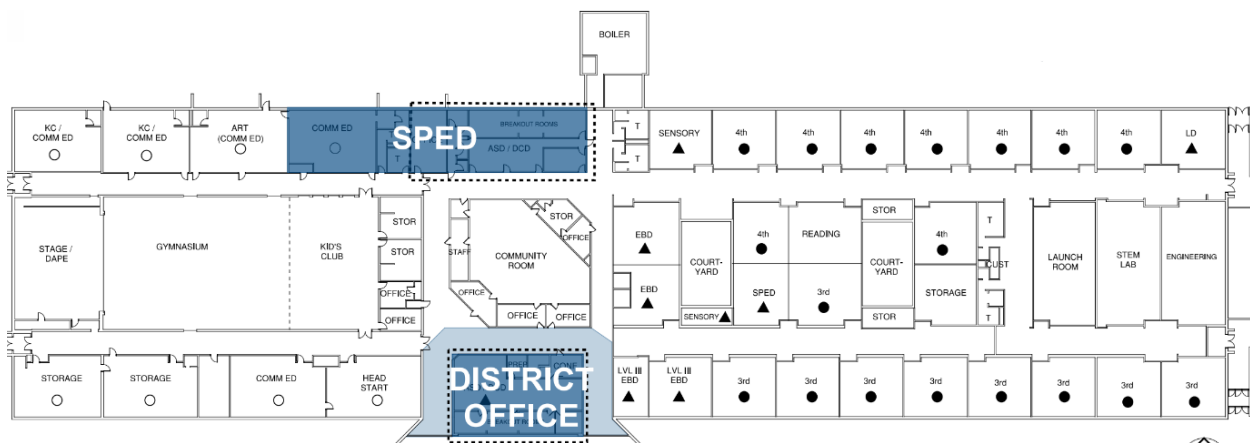 BOILER
KC /
COMM ED
KC /
COMM ED
ART
(COMM ED)
COMM ED
SPED
BREAKOUT ROOMS
ASD / DCD
T
T
T
SENSORY
4th
4th
4th
4th
4th
4th
4th
LD
STAGE /
DAPE
GYMNASIUM
KID'S
CLUB
STOR
STOR
OFFICE
OFFICE
STAFF
STOR
OFFICE
COMMUNITY
ROOM
OFFICE
OFFICE
OFFICE
EBD
EBD
COURT-
YARD
SENSORY
4th
SPED
READING
3rd
STOR
COURT-
YARD
STOR
4th
STORAGE
T
CUST
T
LAUNCH
ROOM
STEM
LAB
ENGINEERING
STORAGE
STORAGE
COMM ED
HEAD
START
PREP
CONF
DISTRICT
OFFICE
LVL III
EBD
LVL III
EBD
3rd
3rd
3rd
3rd
3rd
3rd
3rd
3rd